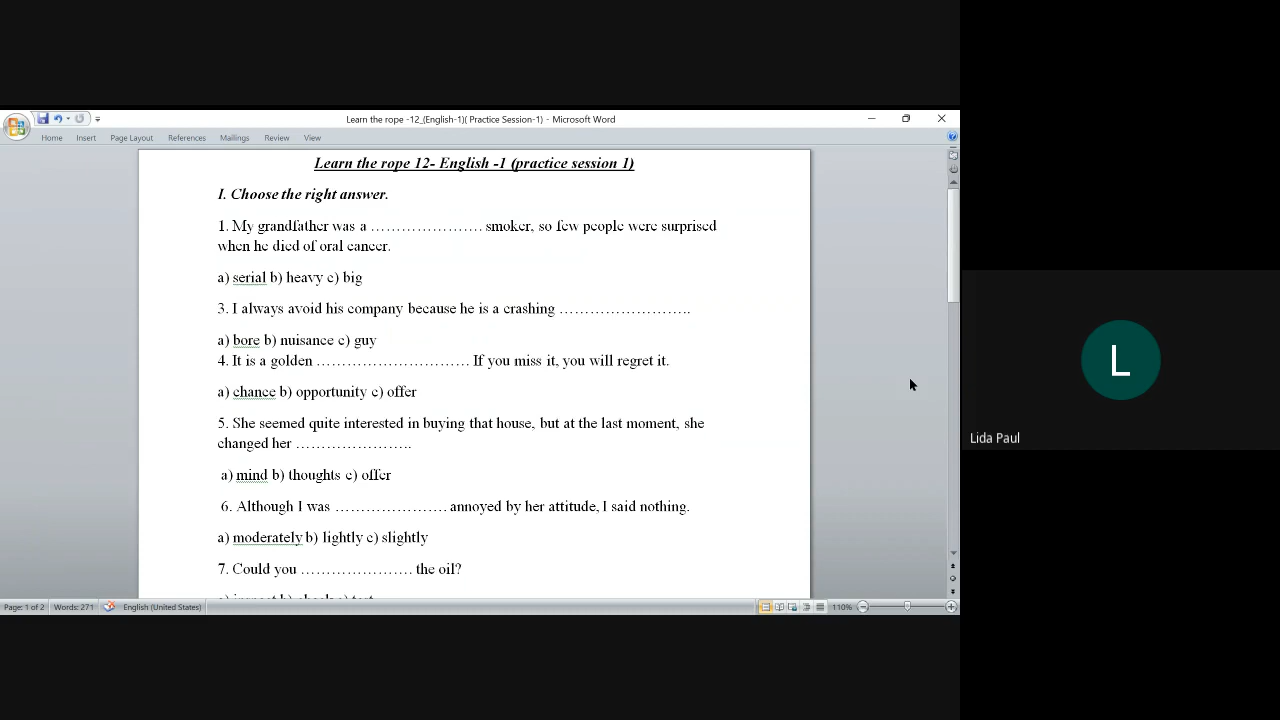 Learn the rope -12_(English-1)( Practice Session-1) - Microsoft Word
Home Insert Page Layout References Mailings Review View
Learn the rope 12- English -1 (practice session 1)
I. Choose the right answer.
1. My grandfather was a …………………. smoker, so few people were surprised
when he died of oral cancer.
a) serial b) heavy c) big
3. I always avoid his company because he is a crashing ……………………..
a) bore b) nuisance c) guy
4. It is a golden ………………………… If you miss it, you will regret it.
a) chance b) opportunity c) offer
5. She seemed quite interested in buying that house, but at the last moment, she
changed her …………………..
a) mind b) thoughts c) offer
6. Although I was …………………. annoyed by her attitude, I said nothing.
a) moderately b) lightly c) slightly
7. Could you …………………. the oil?
L
Lida Paul
Page: 1 of 2 Words: 271 English (United States) 110%